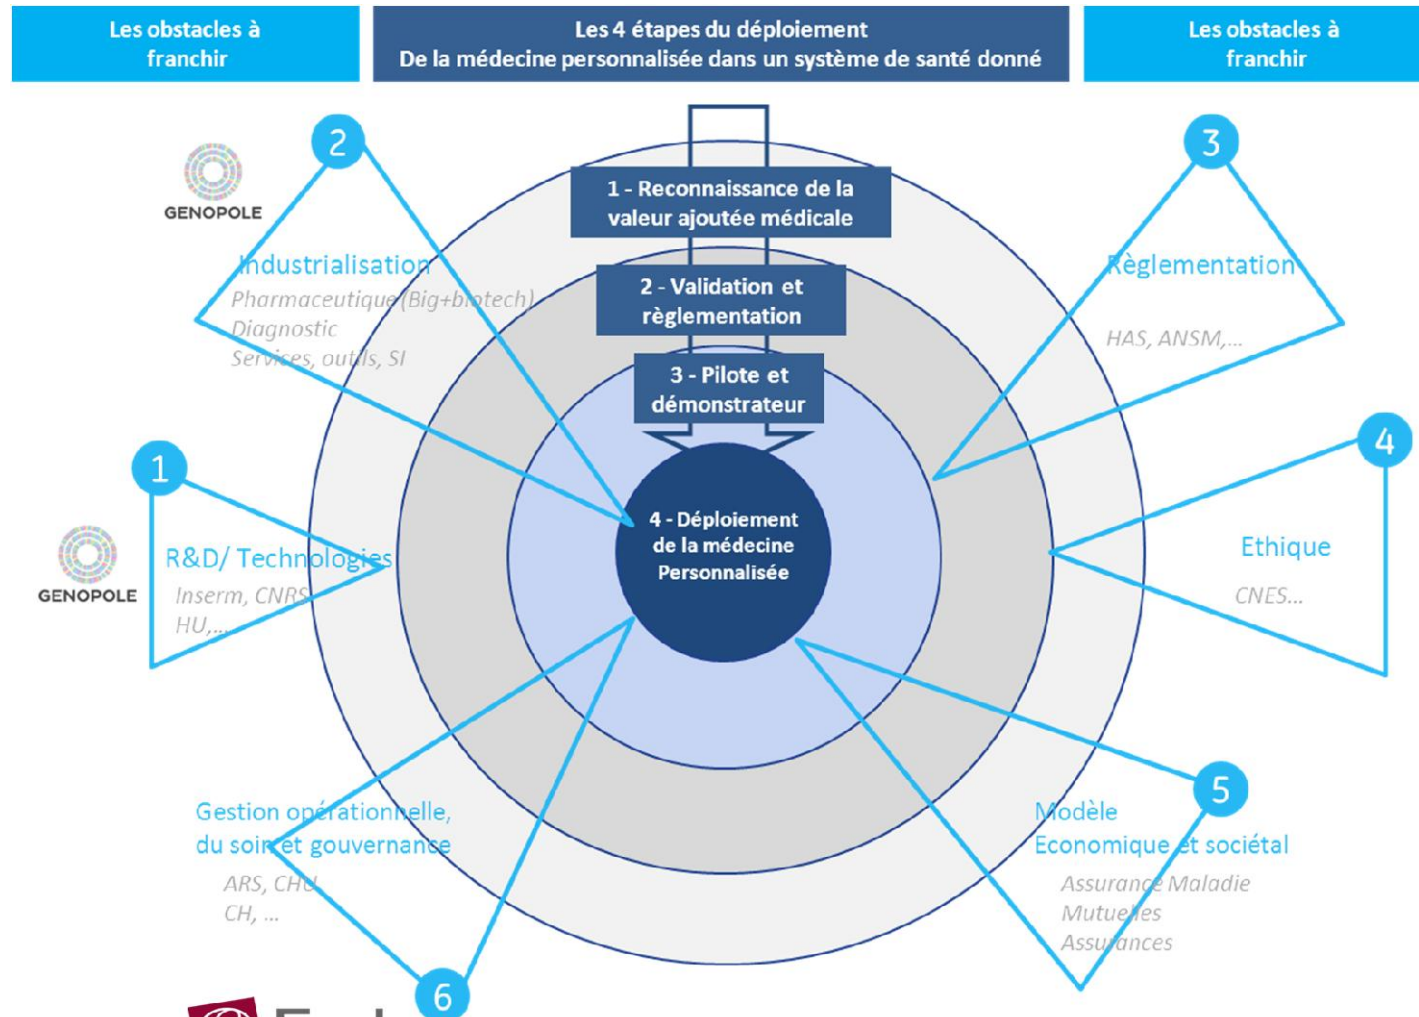 Les obstacles à
franchir
Les 4 étapes du déploiement
De la médecine personnalisée dans un système de santé donné
Les obstacles à
franchir
2
GENOPOLE
Industrialisation
Pharmaceutique (Big+biotech)
Diagnostic
Services, outils, SI
1 - Reconnaissance de la
valeur ajoutée médicale
2 - Validation et
règlementation
3 - Pilote et
démonstrateur
4 - Déploiement
de la médecine
Personnalisée
3
Règlementation
HAS, ANSM,...
1
GENOPOLE
R&D/ Technologies
Inserm, CNRS
HU,...
4
Ethique
CNES...
Gestion opérationnelle,
du soin et gouvernance
ARS, CHU
CH, ...
6
5
Modèle
Economique et sociétal
Assurance Maladie
Mutuelles
Assurances